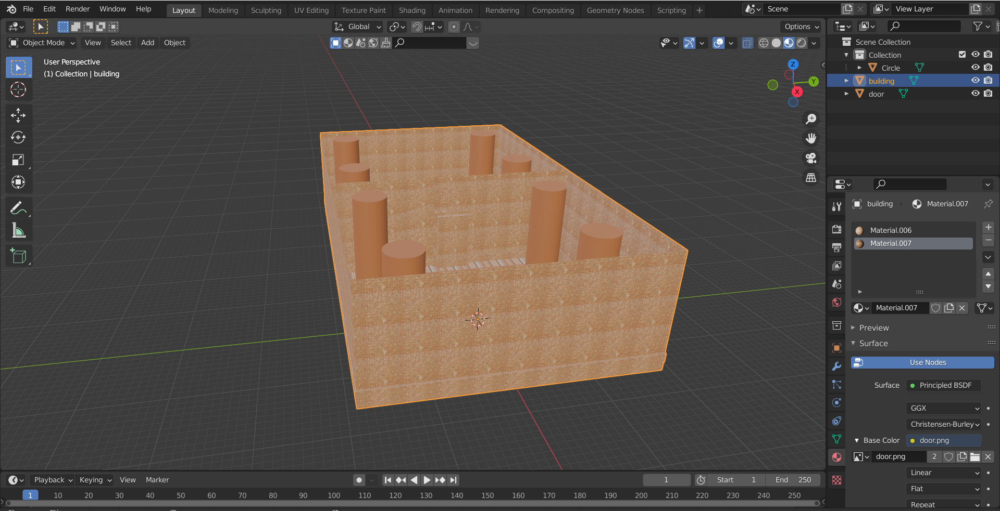 File Edit Render Window Help Layout Modeling Sculpting UV Editing Texture Paint Shading Animation Rendering Compositing Geometry Nodes Scripting + Scene View Layer
Global Options
Object Mode View Select Add Object
User Perspective
(1) Collection | building
Z
Y
X
Scene Collection
Collection
Circle
building
door
building Material.007
Material.006
Material.007
Material.007
Preview
Surface
Use Nodes
Surface Principled BSDF
GGX
Christensen-Burley
Base Color door.png
door.png 2
Linear
Flat
Repeat
Playback Keying View Marker 1 Start 1 End 250
1 10 20 30 40 50 60 70 80 90 100 110 120 130 140 150 160 170 180 190 200 210 220 230 240 250